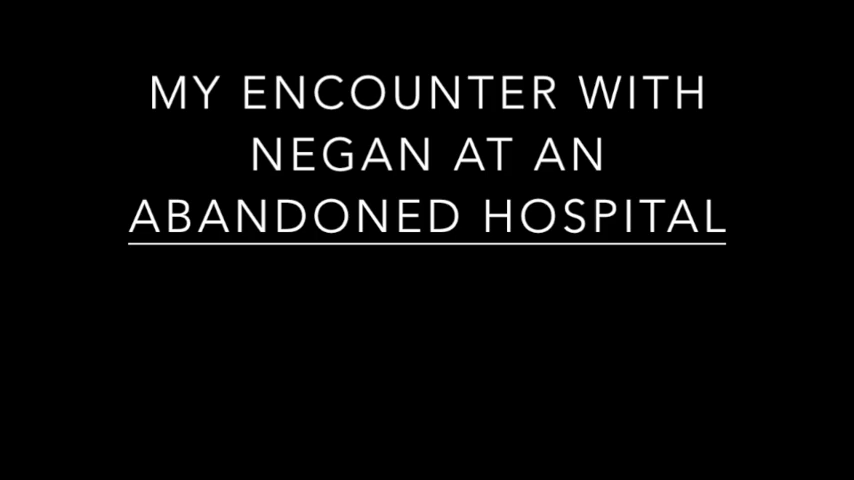 MY ENCOUNTER WITH
NEGAN AT AN
ABANDONED HOSPITAL